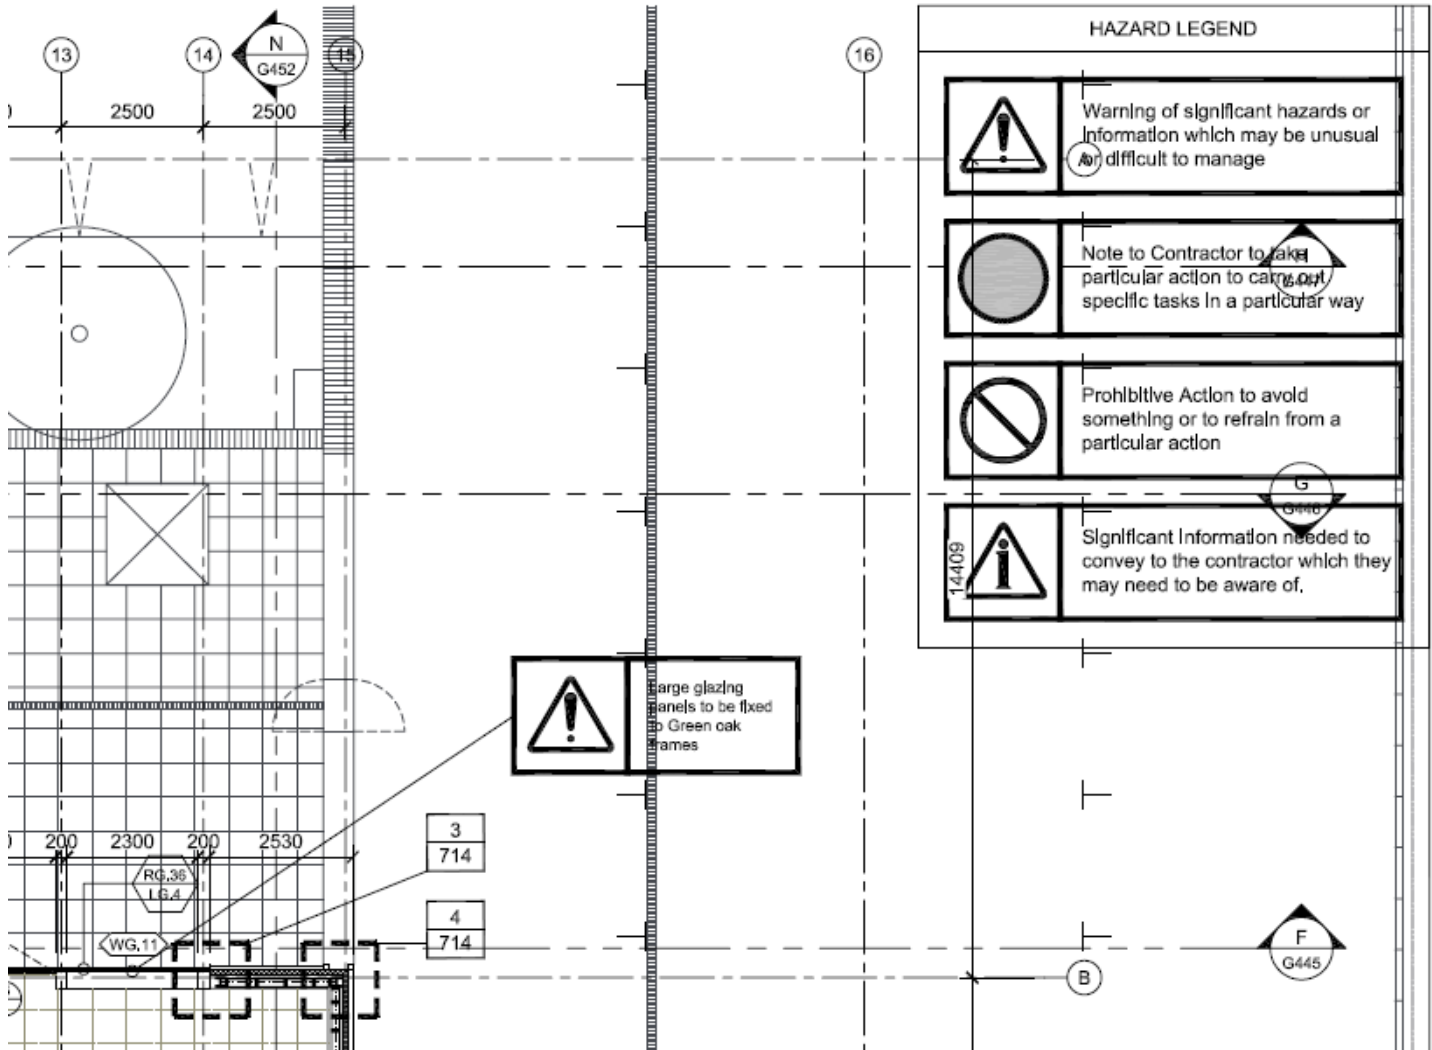 HAZARD LEGEND
13
14
N
G452
15
16
2500
2500
Warning of significant hazards or
information which may be unusual
or difficult to manage
A
Note to Contractor to take
particular action to carry out
specific tasks in a particular way
H
G447
Prohibitive Action to avoid
something or to refrain from a
particular action
G
G446
14409
Significant Information needed to
convey to the contractor which they
may need to be aware of.
Large glazing
panels to be fixed
to Green oak
frames
200
2300
200
2530
3
714
RG.36
LG.4
4
714
WG.11
F
G445
B